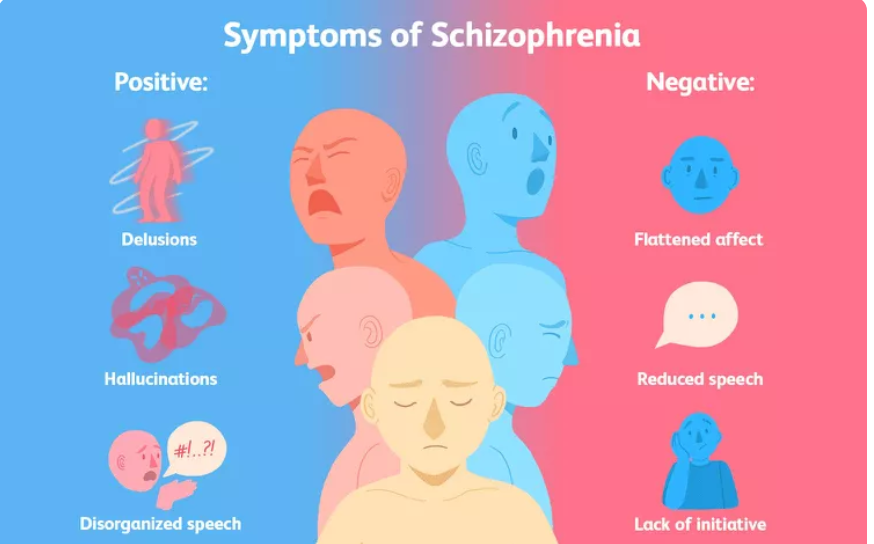 Symptoms of Schizophrenia
Positive:
Delusions
Hallucinations
#!..?!
Disorganized speech
Negative:
Flattened affect
...
Reduced speech
Lack of initiative